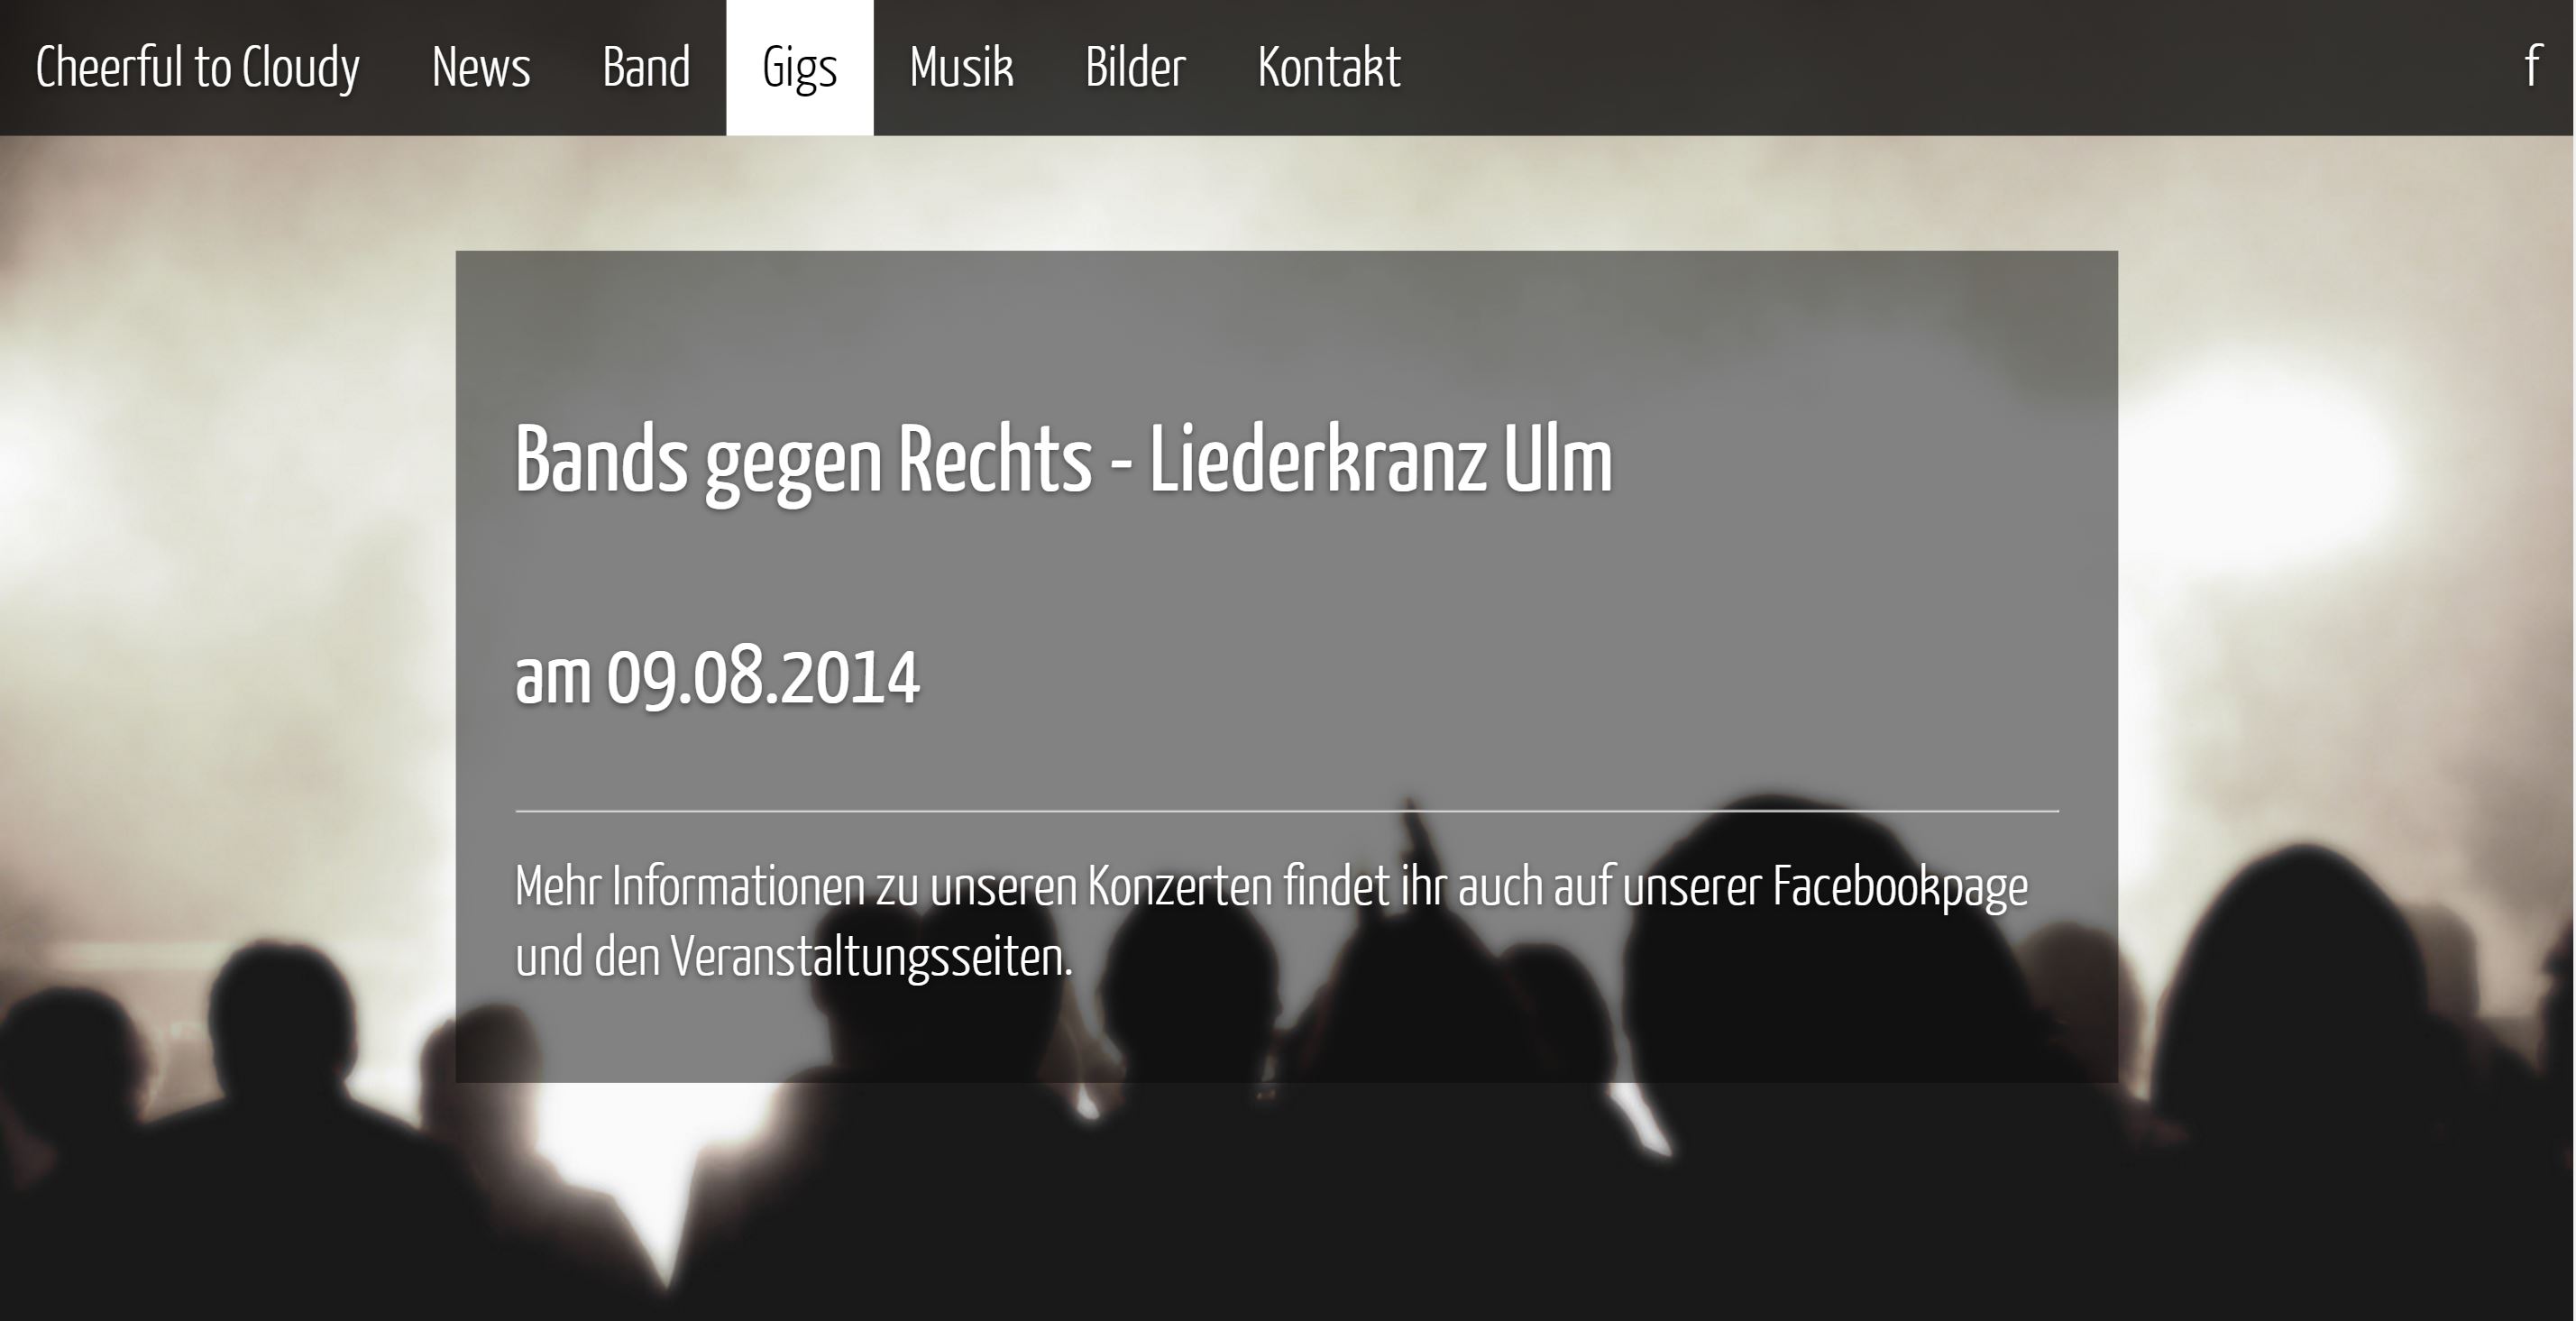 Cheerful to Cloudy News Band Gigs Musik Bilder Kontakt f
Bands gegen Rechts - Liederkranz Ulm
am 09.08.2014
Mehr Informationen zu unseren Konzerten findet ihr auch auf unserer Facebookpage
und den Veranstaltungsseiten.